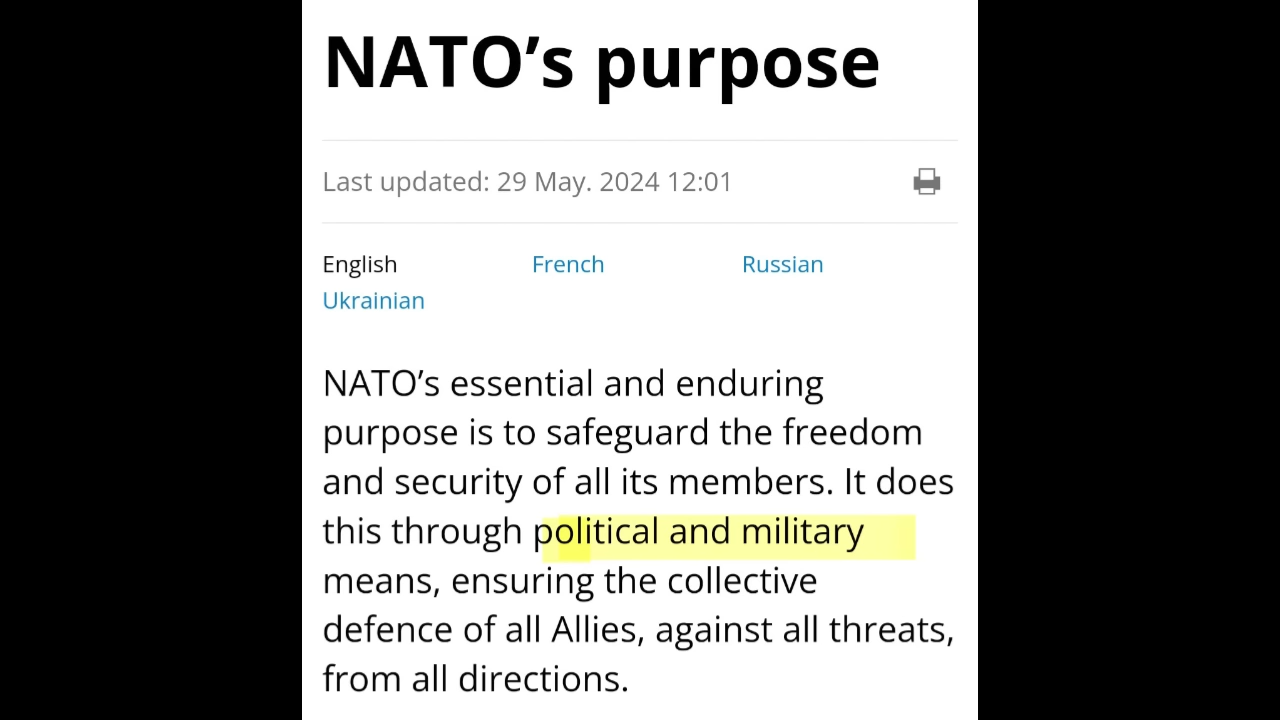 NATO’s purpose
Last updated: 29 May. 2024 12:01
English French Russian
Ukrainian
NATO’s essential and enduring
purpose is to safeguard the freedom
and security of all its members. It does
this through political and military
means, ensuring the collective
defence of all Allies, against all threats,
from all directions.